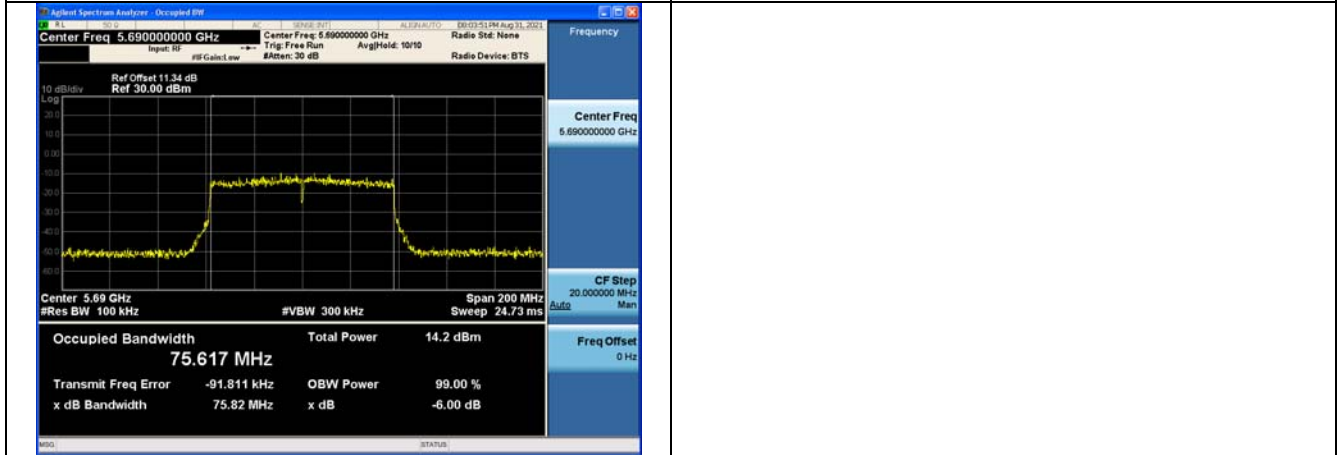 Agilent Spectrum Analyzer - Occupied BW
RL 50 Ω AC SENSE:INT ALIGNAUTO 08:03:51 PM Aug 31, 2021
Center Freq 5.690000000 GHz
Input: RF
#IFGain:Low
Center Freq: 5.690000000 GHz
Trig: Free Run Avg|Hold: 10/10
#Atten: 30 dB
Radio Std: None
Radio Device: BTS
Frequency
Ref Offset 11.34 dB
10 dB/div Ref 30.00 dBm
Log
20.0
10.0
0.00
-10.0
-20.0
-30.0
-40.0
-50.0
-60.0
Center Freq
5.690000000 GHz
Center 5.69 GHz Span 200 MHz
#Res BW 100 kHz #VBW 300 kHz Sweep 24.73 ms
CF Step
20.000000 MHz
Auto Man
Occupied Bandwidth Total Power 14.2 dBm
75.617 MHz
Transmit Freq Error -91.811 kHz OBW Power 99.00 %
x dB Bandwidth 75.82 MHz x dB -6.00 dB
Freq Offset
0 Hz
MSG STATUS